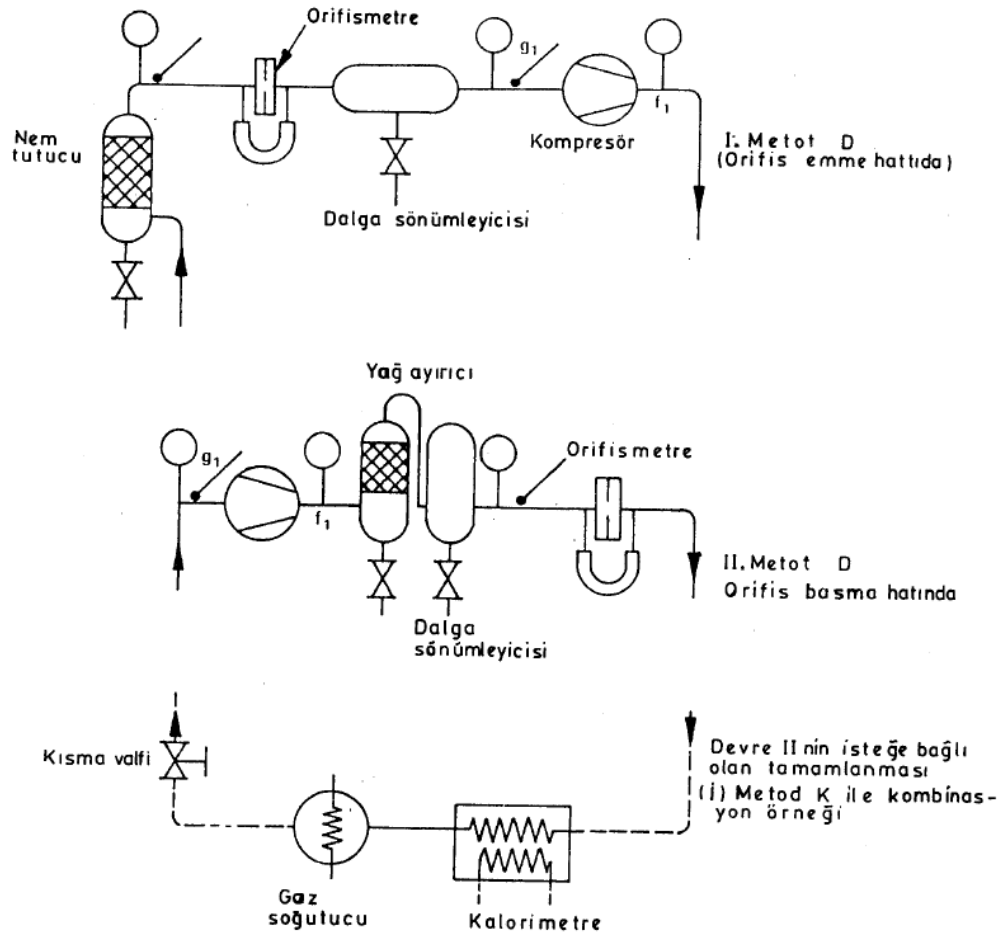 Orifismetre
g₁
f₁
Nem
tutucu
Kompresör
I. Metot D
(Orifis emme hattıda)
Dalga sönümleyicisi
Yağ ayırıcı
g₁
f₁
Orifismetre
II. Metot D
Orifis basma hatında
Dalga
sönümleyicisi
Kısma valfi
Devre II nin isteğe bağlı
olan tamamlanması
(İ) Metod K ile kombinas-
yon örneği
Gaz
soğutucu
Kalorimetre